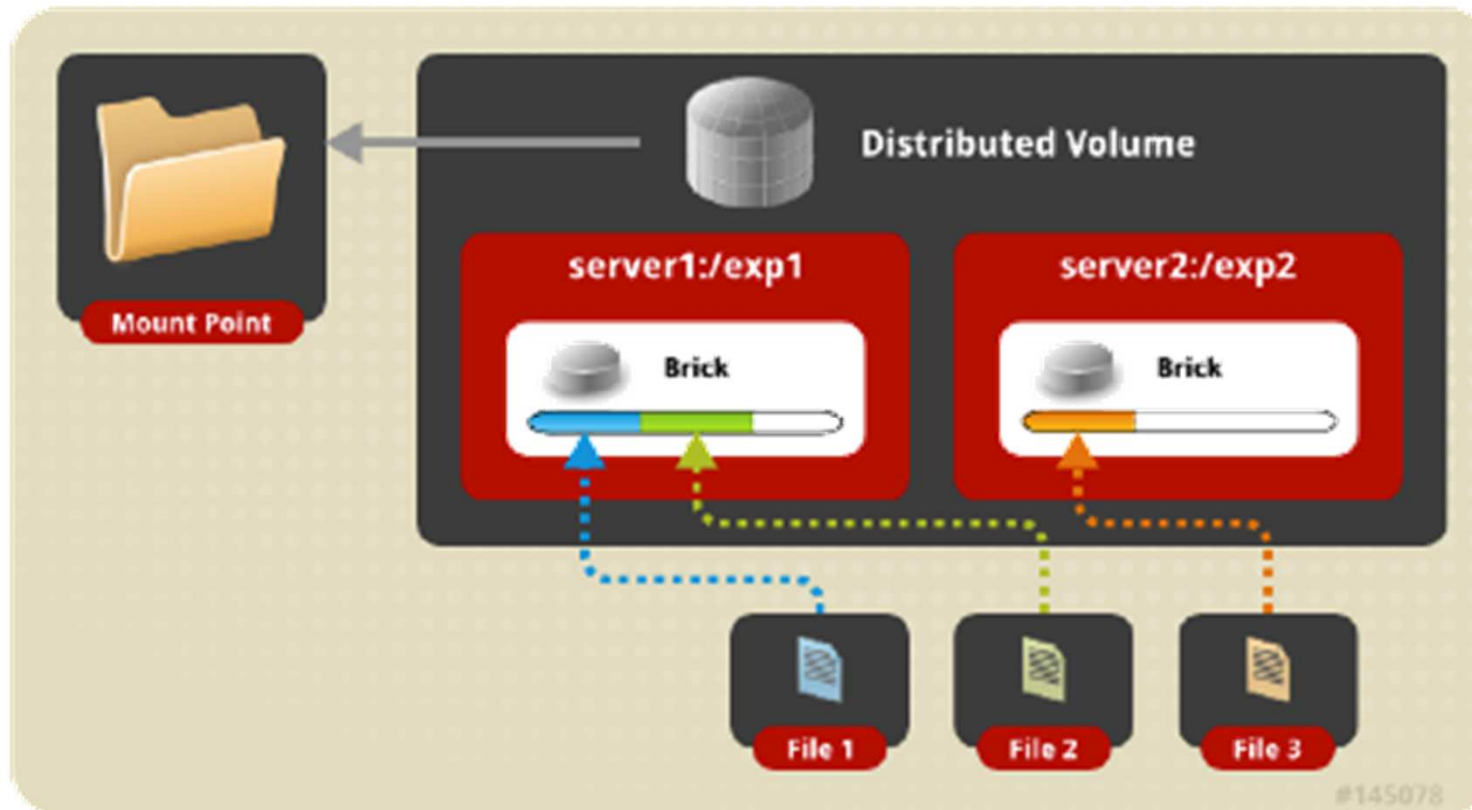 Distributed Volume
server1:/exp1
server2:/exp2
Mount Point
Brick
Brick
File 1
File 2
File 3
#145078